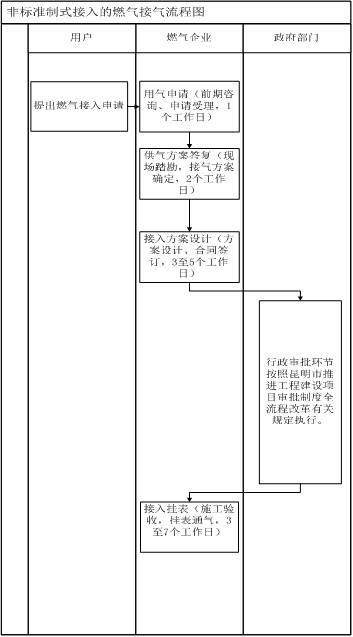 非标准制式接入的燃气接气流程图
用户
燃气企业
政府部门
提出燃气接入申请
用气申请（前期咨
询、申请受理，1
个工作日）
供气方案答复（现
场踏勘，接气方案
确定，2个工作
日）
接入方案设计（方
案设计、合同签
订，3至5个工作
日）
行政审批环节
按照昆明市推
进工程建设项
目审批制度全
流程改革有关
规定执行。
接入挂表（施工验
收，挂表通气，3
至7个工作日）